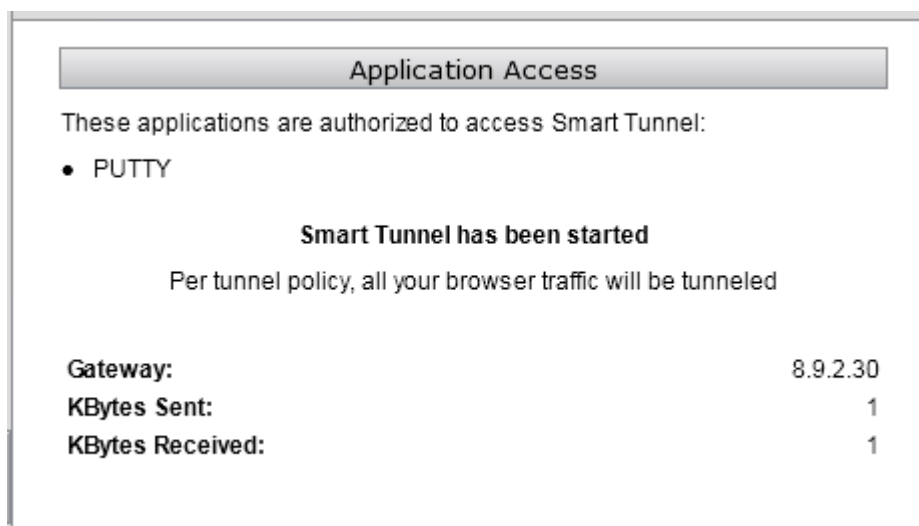 Application Access
These applications are authorized to access Smart Tunnel:
● PUTTY
Smart Tunnel has been started
Per tunnel policy, all your browser traffic will be tunneled
Gateway: 8.9.2.30
KBytes Sent: 1
KBytes Received: 1